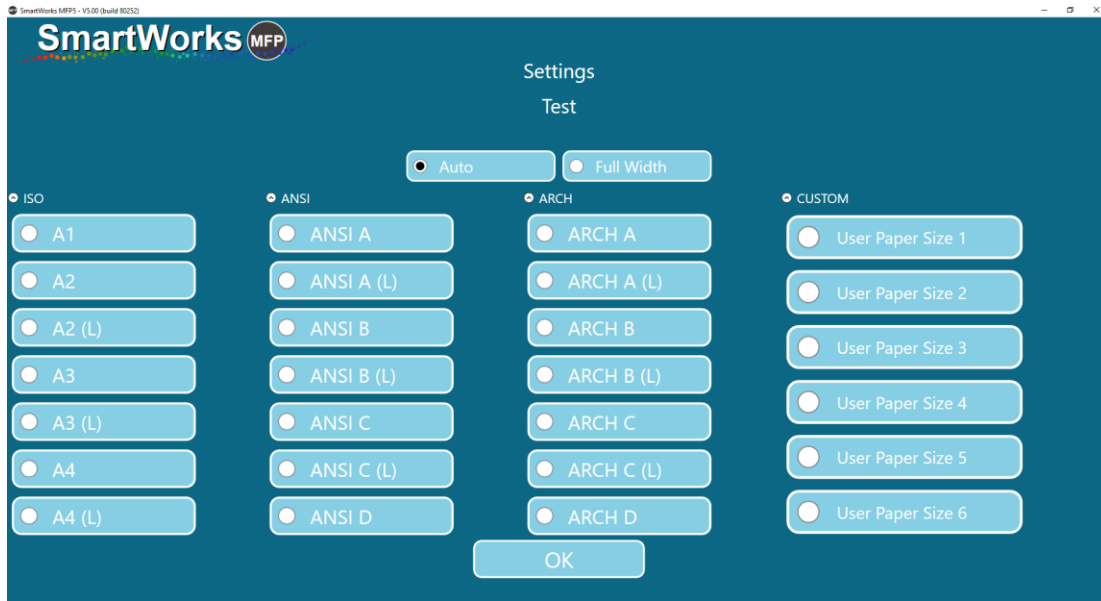 SmartWorks MFP5 - V5.00 (build 80252)
SmartWorks MFP
Settings
Test
Auto
Full Width
ISO
A1
A2
A2 (L)
A3
A3 (L)
A4
A4 (L)
ANSI
ANSI A
ANSI A (L)
ANSI B
ANSI B (L)
ANSI C
ANSI C (L)
ANSI D
ARCH
ARCH A
ARCH A (L)
ARCH B
ARCH B (L)
ARCH C
ARCH C (L)
ARCH D
CUSTOM
User Paper Size 1
User Paper Size 2
User Paper Size 3
User Paper Size 4
User Paper Size 5
User Paper Size 6
OK